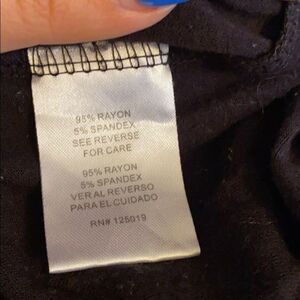 95% RAYON
5% SPANDEX
SEE REVERSE
FOR CARE
95% RAYON
5% SPANDEX
VER AL REVERSO
PARA EL CUIDADO
RN# 125019